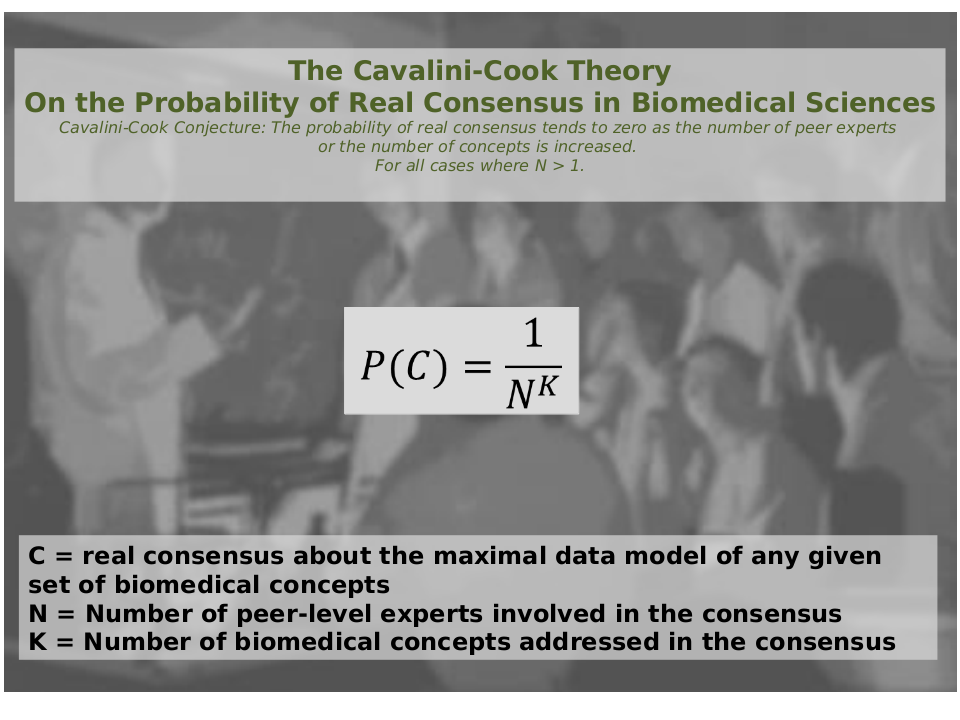 The Cavalini-Cook Theory
On the Probability of Real Consensus in Biomedical Sciences
Cavalini-Cook Conjecture: The probability of real consensus tends to zero as the number of peer experts
or the number of concepts is increased.
For all cases where N > 1.
P(C) = 1/N^K
C = real consensus about the maximal data model of any given
set of biomedical concepts
N = Number of peer-level experts involved in the consensus
K = Number of biomedical concepts addressed in the consensus